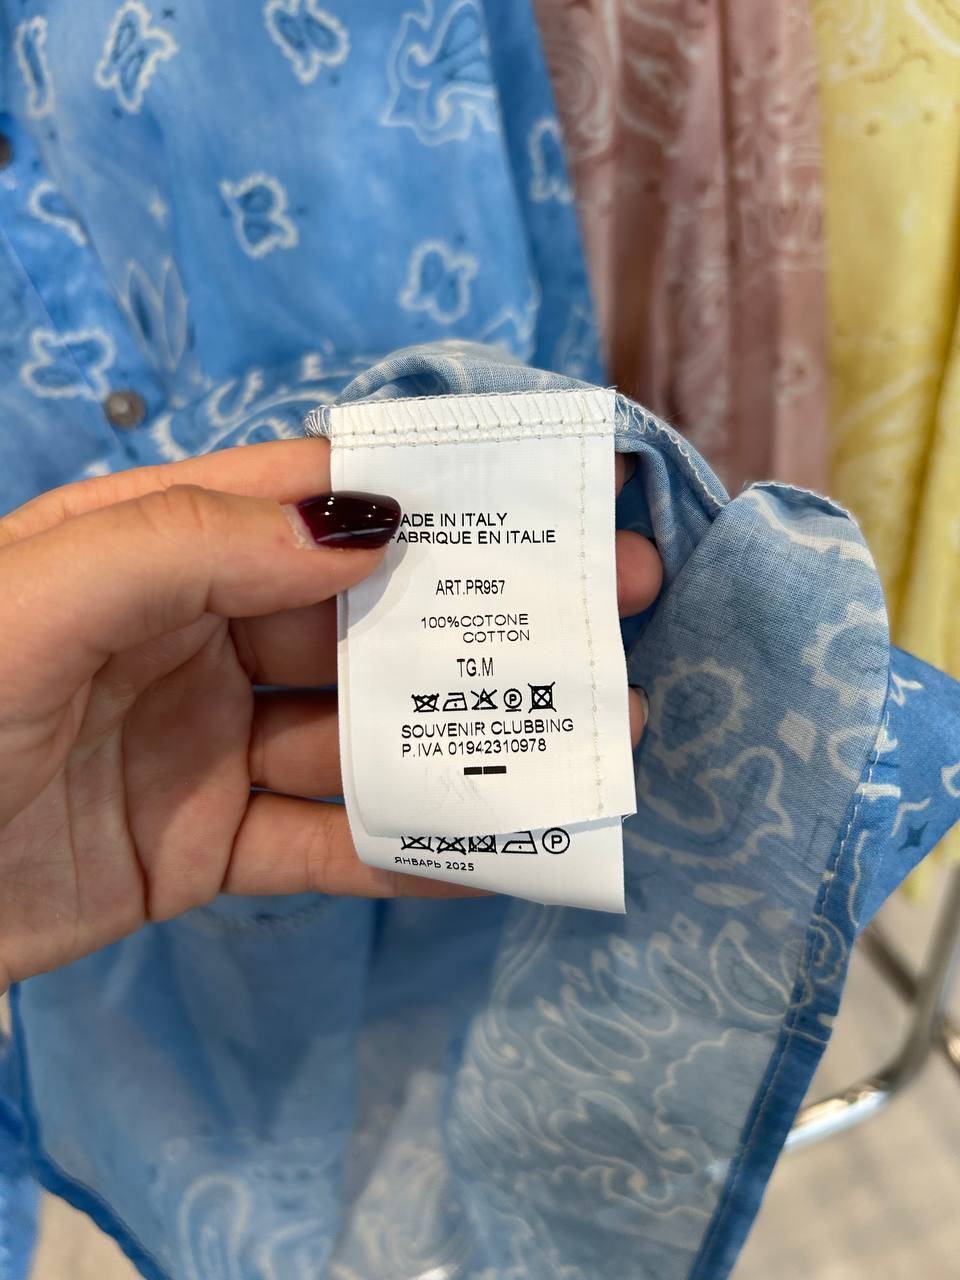 ADE IN ITALY
FABRIQUE EN ITALIE
ART.PR957
100%COTONE
COTTON
TG.M
P
SOUVENIR CLUBBING
P.IVA 01942310978
P
ЯНВАРЬ 2025